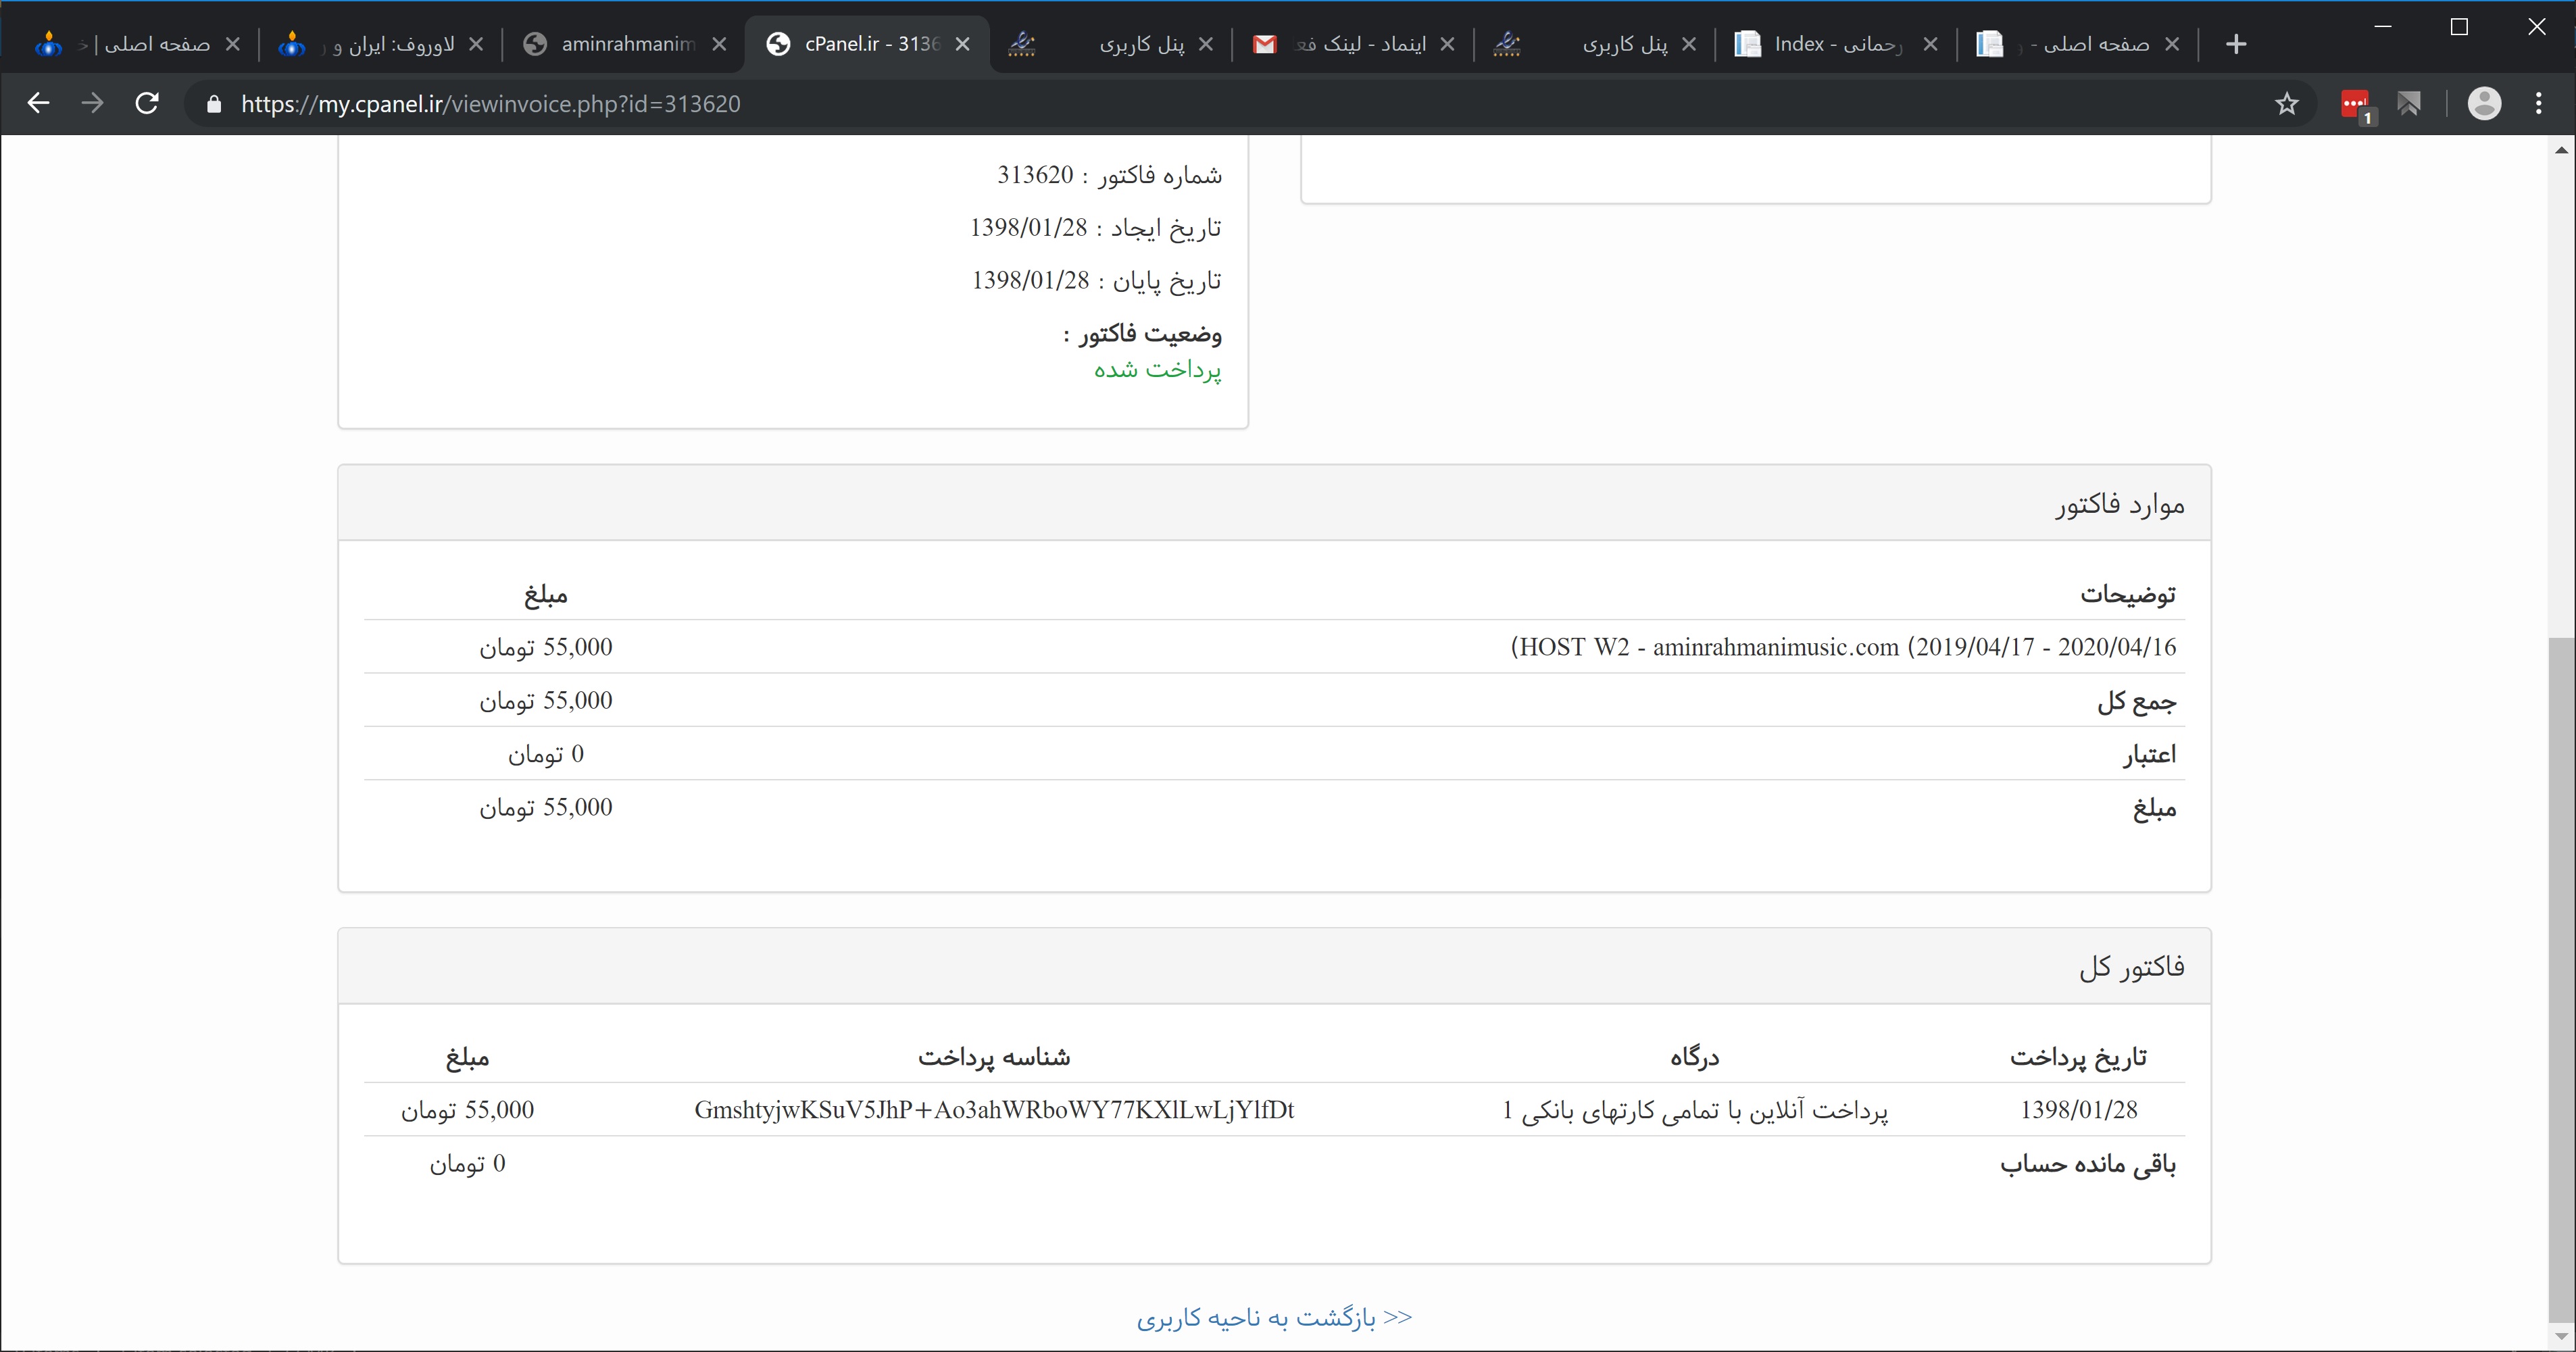 صفحه اصلی | خ
لاوروف: ایران و ر
aminrahmanim
cPanel.ir - 3136
پنل کاربری
اینماد - لینک فع
پنل کاربری
Index - رحمانی
صفحه اصلی -
https://my.cpanel.ir/viewinvoice.php?id=313620
1
شماره فاکتور : 313620
تاریخ ایجاد : 1398/01/28
تاریخ پایان : 1398/01/28
وضعیت فاکتور :
پرداخت شده
موارد فاکتور
توضیحات مبلغ
(HOST W2 - aminrahmanimusic.com (2019/04/17 - 2020/04/16 55,000 تومان
جمع کل 55,000 تومان
اعتبار 0 تومان
مبلغ 55,000 تومان
فاکتور کل
تاریخ پرداخت درگاه شناسه پرداخت مبلغ
1398/01/28 پرداخت آنلاین با تمامی کارتهای بانکی 1 GmshtyjwKSuV5JhP+Ao3ahWRboWY77KXlLwLjYlfDt 55,000 تومان
باقی مانده حساب 0 تومان
<< بازگشت به ناحیه کاربری